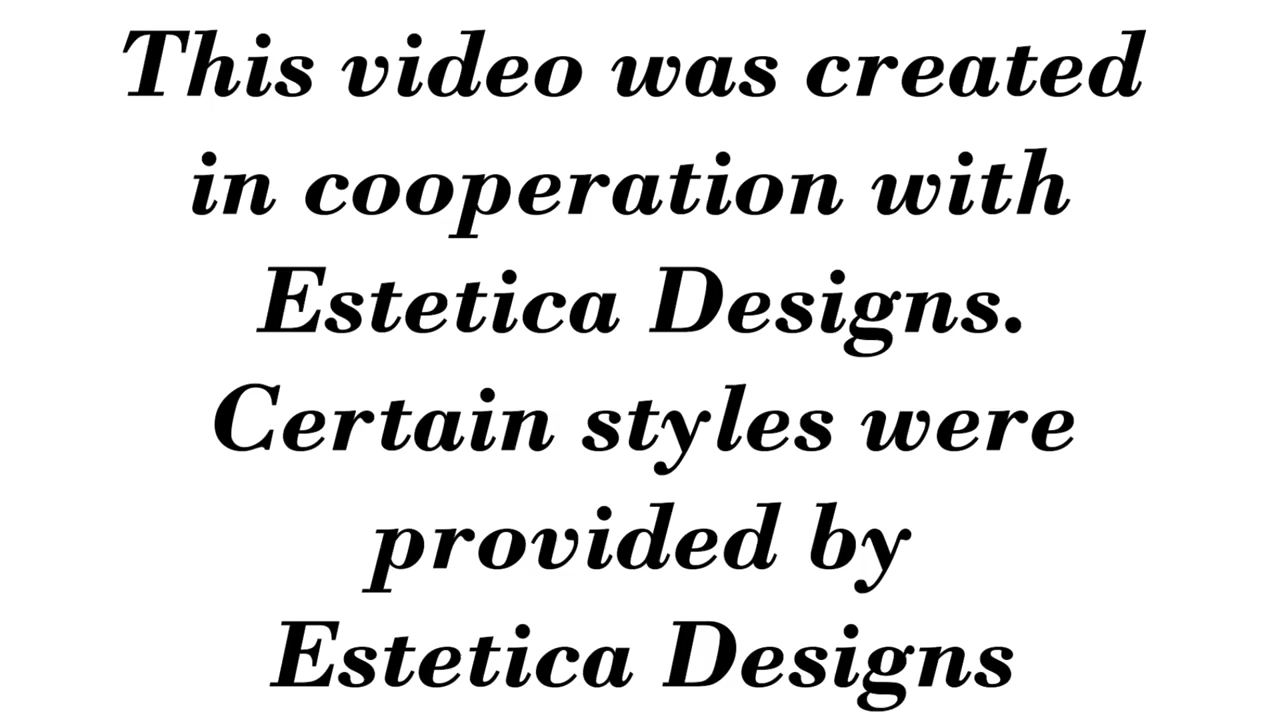 This video was created
in cooperation with
Estetica Designs.
Certain styles were
provided by
Estetica Designs